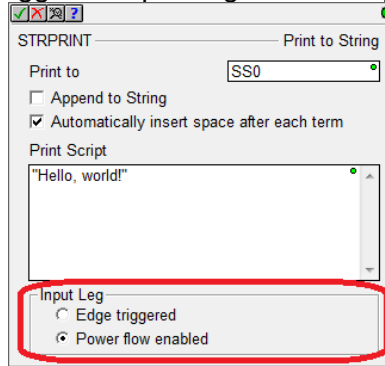 ?
STRPRINT Print to String
Print to SS0
Append to String
Automatically insert space after each term
Print Script
"Hello, world!"
Input Leg
Edge triggered
Power flow enabled